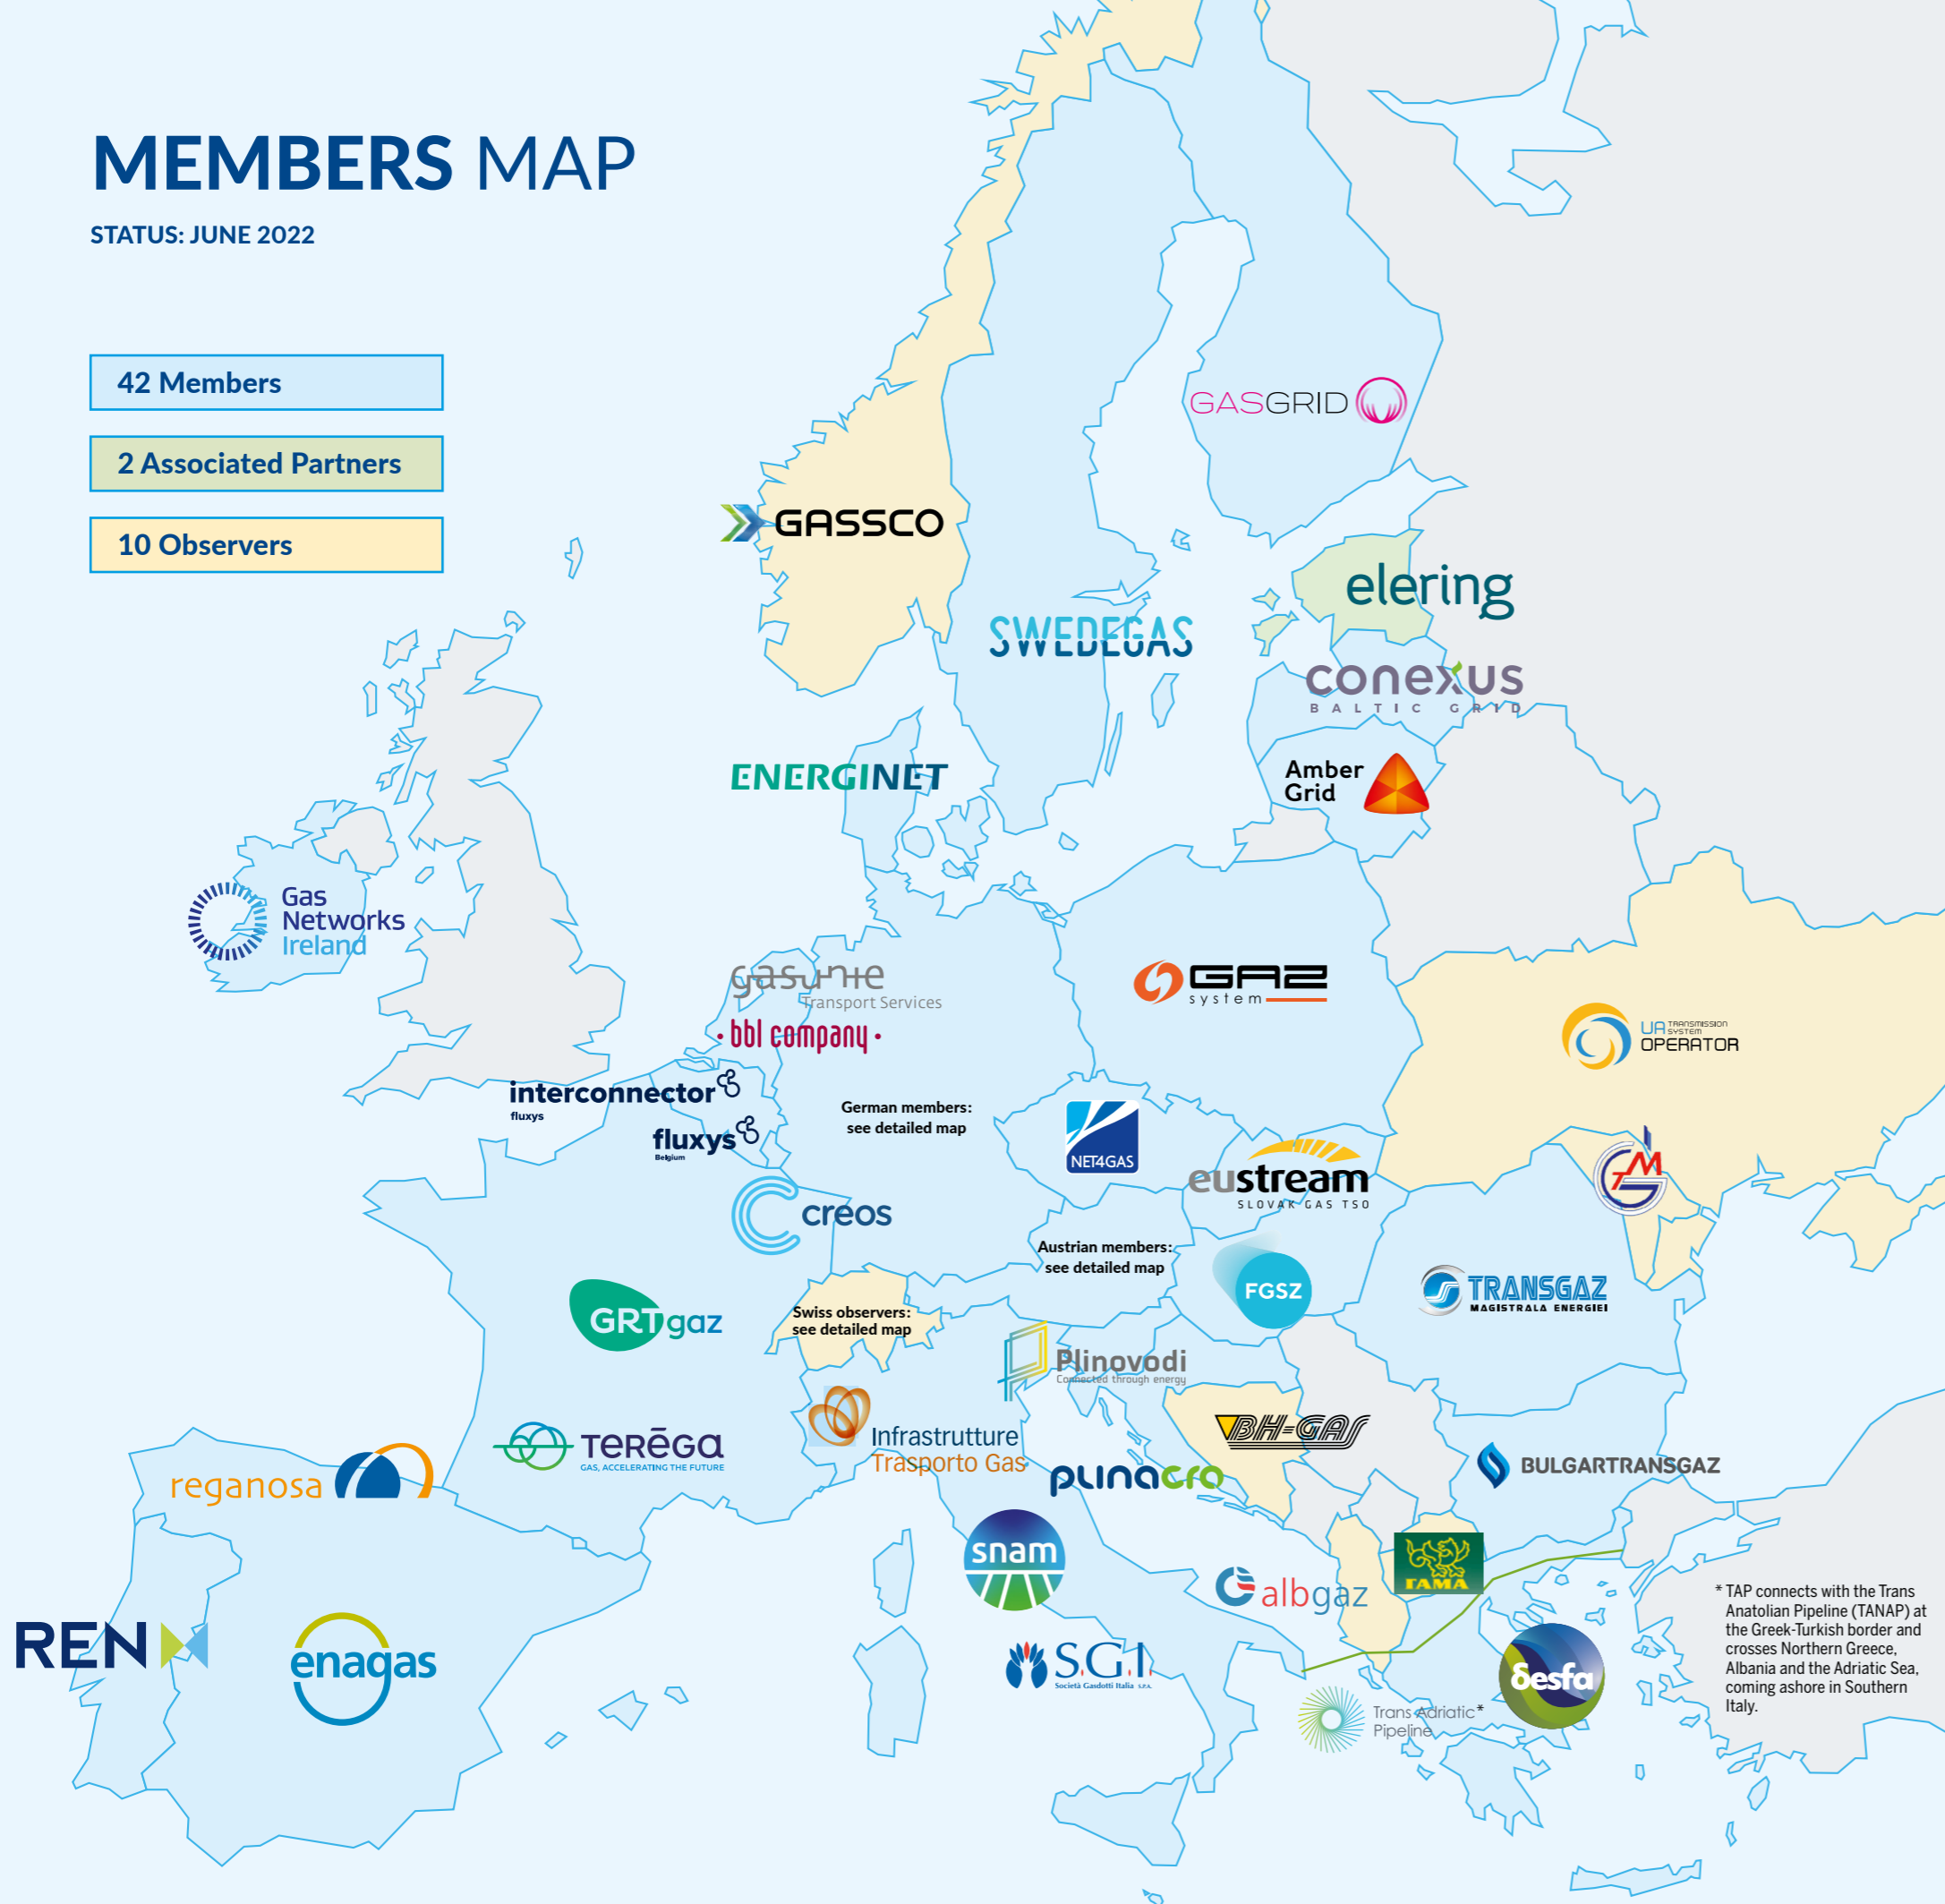 MEMBERS MAP
STATUS: JUNE 2022
42 Members
2 Associated Partners
10 Observers
GASGRID
GASSCO
elering
SWEDEGAS
conexus
BALTIC GRID
ENERGINET
Amber
Grid
Gas
Networks
Ireland
gasunie
Transport Services
bbl company
GAZ
system
UA TRANSMISSION
SYSTEM
OPERATOR
interconnector
fluxys
fluxys
Belgium
German members:
see detailed map
NET4GAS
eustream
SLOVAK GAS TSO
TMG
creos
Austrian members:
see detailed map
FGSZ
TRANSGAZ
MAGISTRALA ENERGIEI
GRTgaz
Swiss observers:
see detailed map
Plinovodi
Connected through energy
Infrastrutture
Trasporto Gas
BH-GAS
TERĒGA
GAS, ACCELERATING THE FUTURE
reganosa
PLINACRO
BULGARTRANSGAZ
snam
ГАМА
albgaz
REN
enagas
S.G.I.
Società Gasdotti Italia S.P.A.
desfa
Trans Adriatic*
Pipeline
* TAP connects with the Trans
Anatolian Pipeline (TANAP) at
the Greek-Turkish border and
crosses Northern Greece,
Albania and the Adriatic Sea,
coming ashore in Southern
Italy.